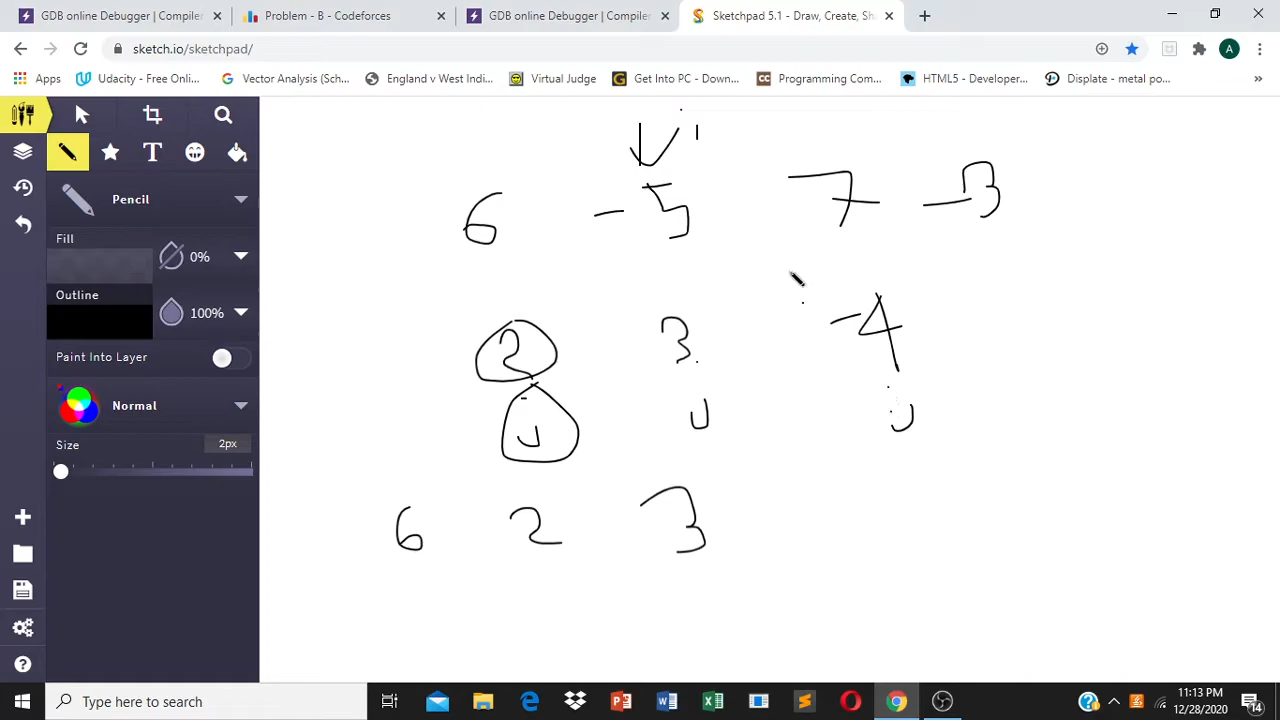 GDB online Debugger | Compiler
Problem - B - Codeforces
GDB online Debugger | Compiler
Sketchpad 5.1 - Draw, Create, Sh
sketch.io/sketchpad/
A
Apps Udacity - Free Onli... Vector Analysis (Sch... England v West Indi... Virtual Judge Get Into PC - Down... Programming Com... HTML5 - Developer... Displate - metal po... »
Pencil
Fill
0%
Outline
100%
Paint Into Layer
Normal
Size
2px
i
6 -5 7 -3
2 3 -4
j j j
6 2 3
Type here to search
11:13 PM
12/28/2020
14